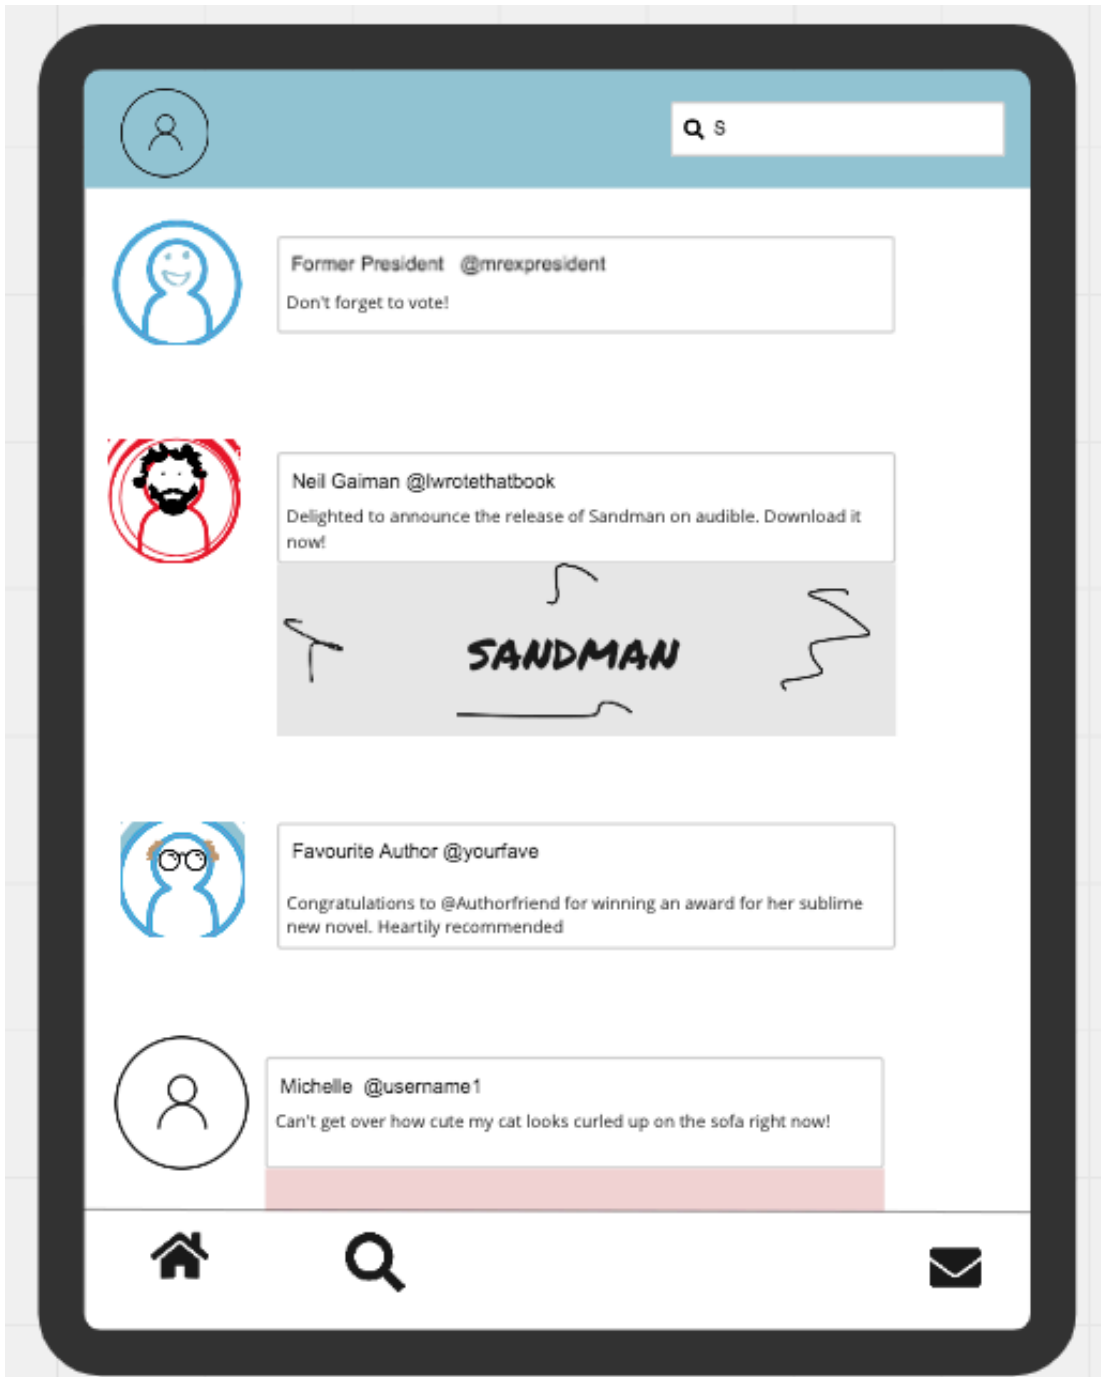 S
Former President @mrexpresident
Don't forget to vote!
Neil Gaiman @Iwrotethatbook
Delighted to announce the release of Sandman on audible. Download it
now!
SANDMAN
Favourite Author @yourfave
Congratulations to @Authorfriend for winning an award for her sublime
new novel. Heartily recommended
Michelle @username1
Can't get over how cute my cat looks curled up on the sofa right now!